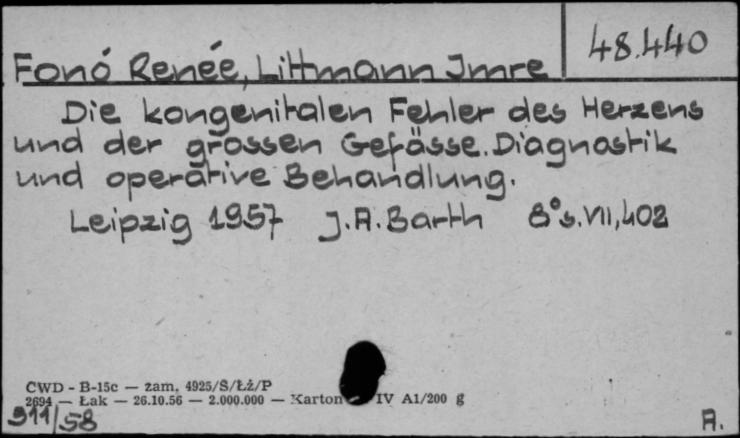 48.440
Fonó Renée, Littmann Imre
Die kongenitalen Fehler des Herzens
und der grossen Gefässe. Diagnostik
und operative Behandlung.
Leipzig 1957 J.A. Barth 8° s. VII, 402
CWD - B-15c — zam. 4925/S/Łż/P
2694 — Łak — 26.10.56 — 2.000.000 — Karton IV A1/200 g
911/58
A.